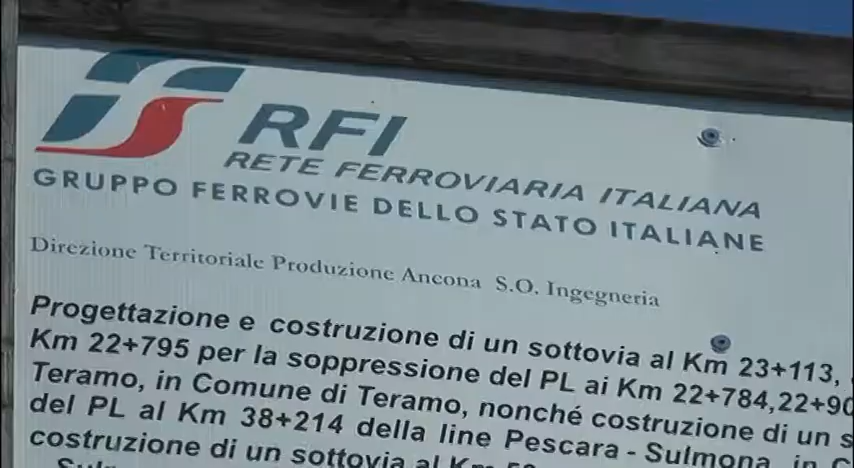 RFI
RETE FERROVIARIA ITALIANA
GRUPPO FERROVIE DELLO STATO ITALIANE
Direzione Territoriale Produzione Ancona S.O. Ingegneria
Progettazione e costruzione di un sottovia al Km 23+113,
Km 22+795 per la soppressione del PL ai Km 22+784,22+90
Teramo, in Comune di Teramo, nonché costruzione di un s
del PL al Km 38+214 della line Pescara - Sulmona, in C
costruzione di un sottovia al Km